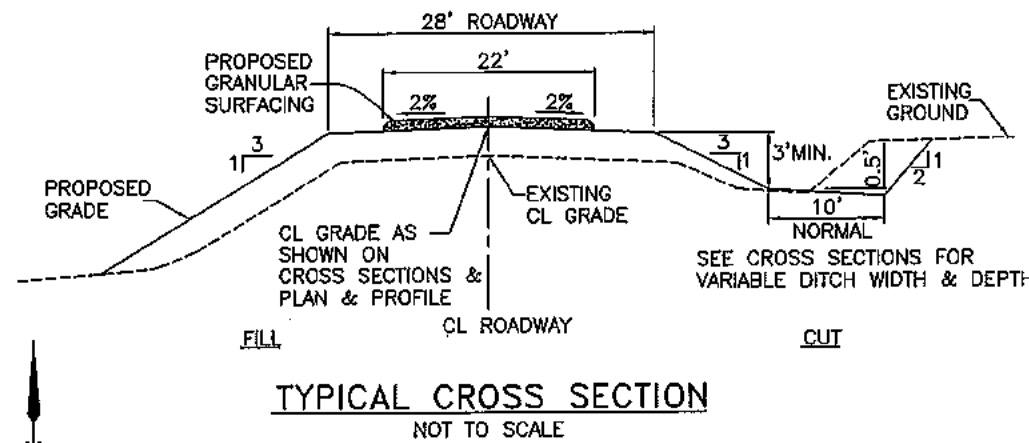 28' ROADWAY
22'
PROPOSED
GRANULAR
SURFACING
2%
2%
EXISTING
GROUND
3
1
3
1
3'MIN.
0.5'
1
2
PROPOSED
GRADE
EXISTING
CL GRADE
10'
NORMAL
CL GRADE AS
SHOWN ON
CROSS SECTIONS &
PLAN & PROFILE
SEE CROSS SECTIONS FOR
VARIABLE DITCH WIDTH & DEPTH
CL ROADWAY
FILL
CUT
TYPICAL CROSS SECTION
NOT TO SCALE